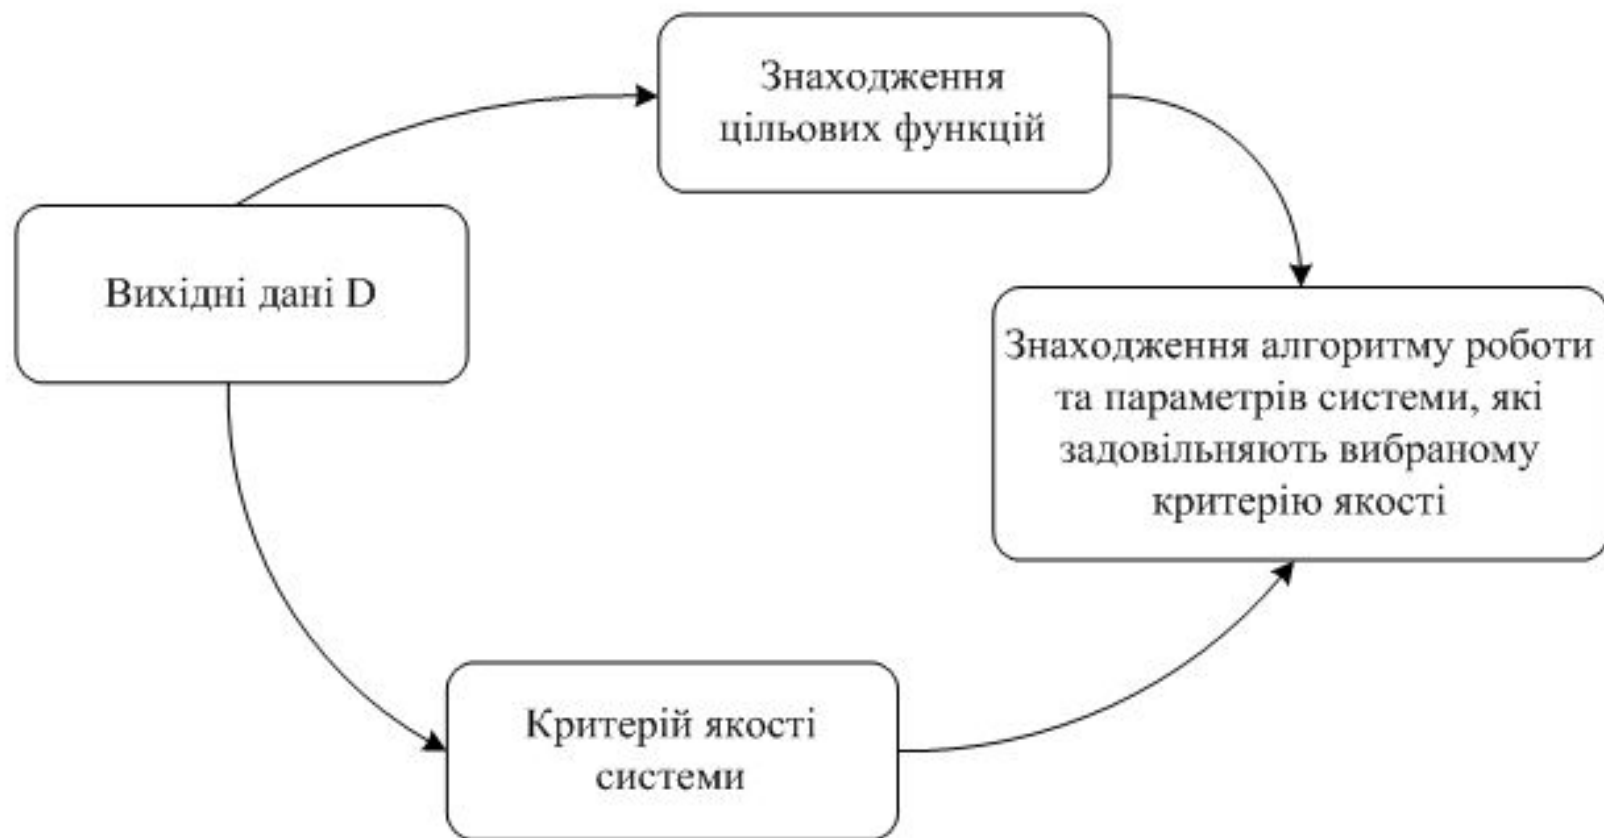 Знаходження
цільових функцій
Вихідні дані D
Знаходження алгоритму роботи
та параметрів системи, які
задовільняють вибраному
критерію якості
Критерій якості
системи